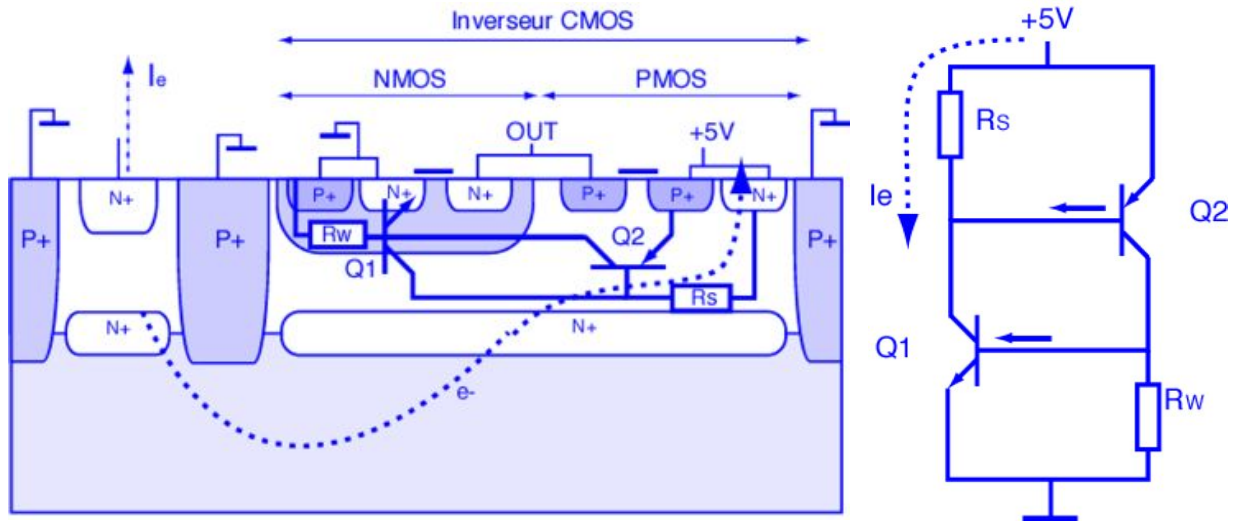 Inverseur CMOS
Ie
NMOS
PMOS
OUT
+5V
N+
P+
N+
N+
P+
P+
N+
P+
P+
P+
Rw
Q2
Q1
Rs
N+
N+
e-
+5V
Rs
Ie
Q2
Q1
Rw